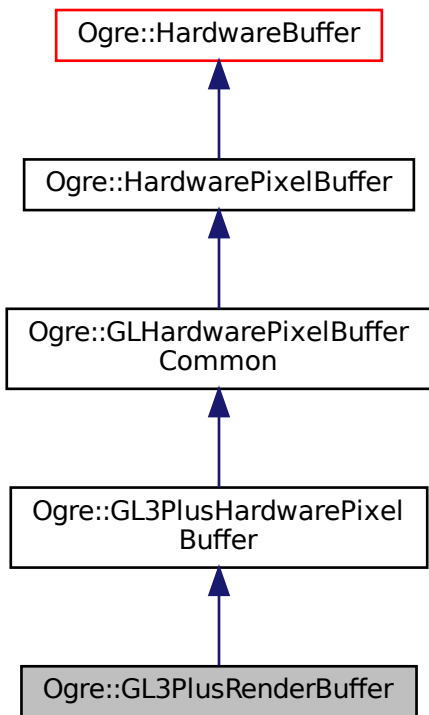 Ogre::HardwareBuffer
Ogre::HardwarePixelBuffer
Ogre::GLHardwarePixelBuffer
Common
Ogre::GL3PlusHardwarePixel
Buffer
Ogre::GL3PlusRenderBuffer